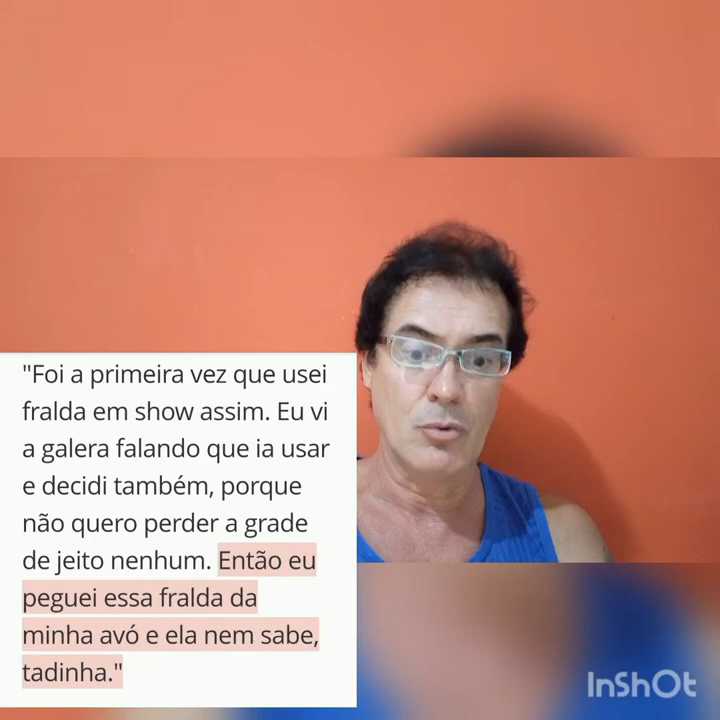 "Foi a primeira vez que usei
fralda em show assim. Eu vi
a galera falando que ia usar
e decidi também, porque
não quero perder a grade
de jeito nenhum. Então eu
peguei essa fralda da
minha avó e ela nem sabe,
tadinha."
InShOt